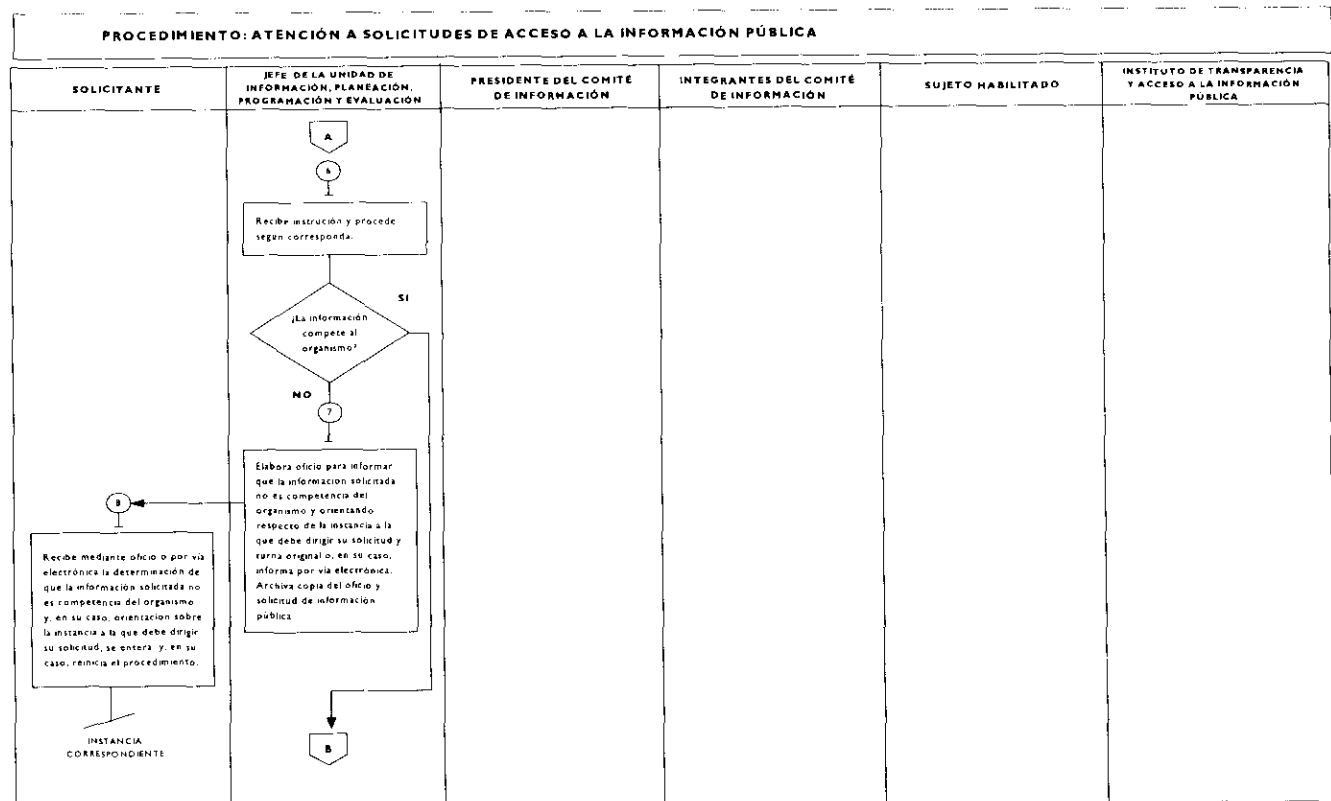 PROCEDIMIENTO: ATENCIÓN A SOLICITUDES DE ACCESO A LA INFORMACIÓN PÚBLICA
SOLICITANTE
JEFE DE LA UNIDAD DE
INFORMACIÓN, PLANEACIÓN,
PROGRAMACIÓN Y EVALUACIÓN
PRESIDENTE DEL COMITÉ
DE INFORMACIÓN
INTEGRANTES DEL COMITÉ
DE INFORMACIÓN
SUJETO HABILITADO
INSTITUTO DE TRANSPARENCIA
Y ACCESO A LA INFORMACIÓN
PÚBLICA
A
6
Recibe instrución y procede
según corresponda.
SI
¿La información
compete al
organismo?
NO
7
Elabora oficio para informar
que la información solicitada
no es competencia del
organismo y orientando
respecto de la instancia a la
que debe dirigir su solicitud y
turna original o, en su caso,
informa por vía electrónica.
Archiva copia del oficio y
solicitud de información
pública
8
Recibe mediante oficio o por vía
electrónica la determinación de
que la información solicitada no
es competencia del organismo
y, en su caso, orientación sobre
la instancia a la que debe dirigir
su solicitud, se entera y, en su
caso, reinicia el procedimiento.
INSTANCIA
CORRESPONDIENTE
B